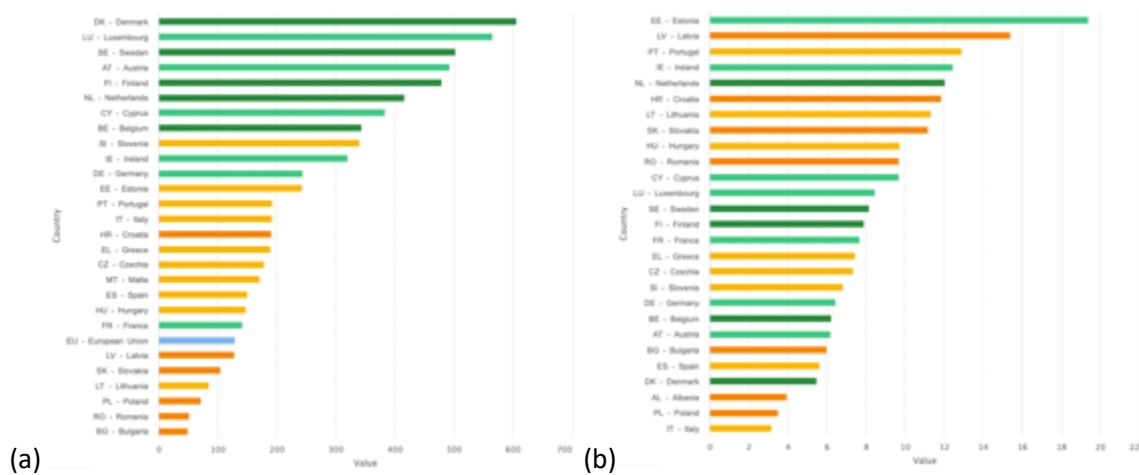 DK - Denmark
LU - Luxembourg
SE - Sweden
AT - Austria
FI - Finland
NL - Netherlands
CY - Cyprus
BE - Belgium
SI - Slovenia
IE - Ireland
DE - Germany
EE - Estonia
PT - Portugal
IT - Italy
HR - Croatia
EL - Greece
CZ - Czechia
MT - Malta
ES - Spain
HU - Hungary
FR - France
EU - European Union
LV - Latvia
SK - Slovakia
LT - Lithuania
PL - Poland
RO - Romania
BG - Bulgaria
Country
0 100 200 300 400 500 600 700
Value
(a)
EE - Estonia
LV - Latvia
PT - Portugal
IE - Ireland
NL - Netherlands
HR - Croatia
LT - Lithuania
SK - Slovakia
HU - Hungary
RO - Romania
CY - Cyprus
LU - Luxembourg
SE - Sweden
FI - Finland
FR - France
EL - Greece
CZ - Czechia
SI - Slovenia
DE - Germany
BE - Belgium
AT - Austria
BG - Bulgaria
ES - Spain
DK - Denmark
AL - Albania
PL - Poland
IT - Italy
Country
0 2 4 6 8 10 12 14 16 18 20 22
Value
(b)